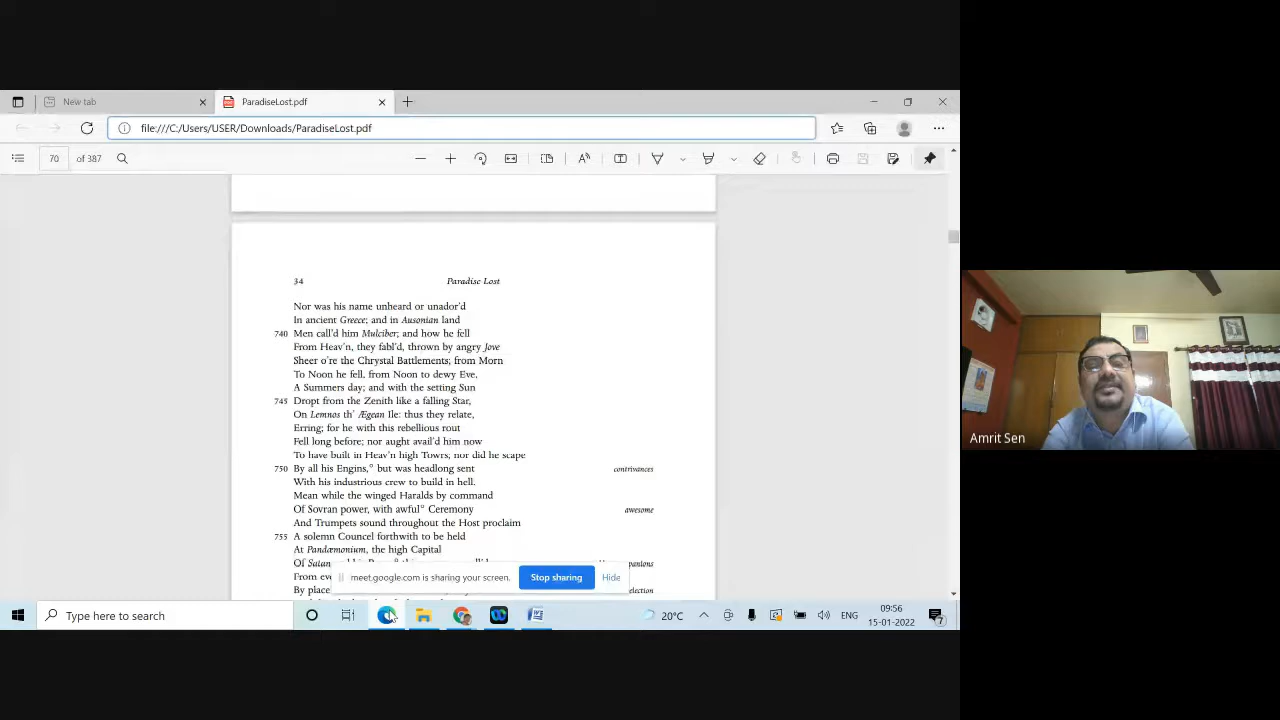 New tab
ParadiseLost.pdf
file:///C:/Users/USER/Downloads/ParadiseLost.pdf
70 of 387
34 Paradise Lost
Nor was his name unheard or unador'd
In ancient Greece; and in Ausonian land
740 Men call'd him Mulciber; and how he fell
From Heav'n, they fabl'd, thrown by angry Jove
Sheer o're the Chrystal Battlements; from Morn
To Noon he fell, from Noon to dewy Eve,
A Summers day; and with the setting Sun
745 Dropt from the Zenith like a falling Star,
On Lemnos th' Ægean Ile: thus they relate,
Erring; for he with this rebellious rout
Fell long before; nor aught avail'd him now
To have built in Heav'n high Towrs; nor did he scape
750 By all his Engins,° but was headlong sent contrivances
With his industrious crew to build in hell.
Mean while the winged Haralds by command
Of Sovran power, with awful° Ceremony awesome
And Trumpets sound throughout the Host proclaim
755 A solemn Councel forthwith to be held
At Pandæmonium, the high Capital
Of Satan
From
By place election
meet.google.com is sharing your screen. Stop sharing Hide
Type here to search
20°C
ENG
09:56
15-01-2022
Amrit Sen